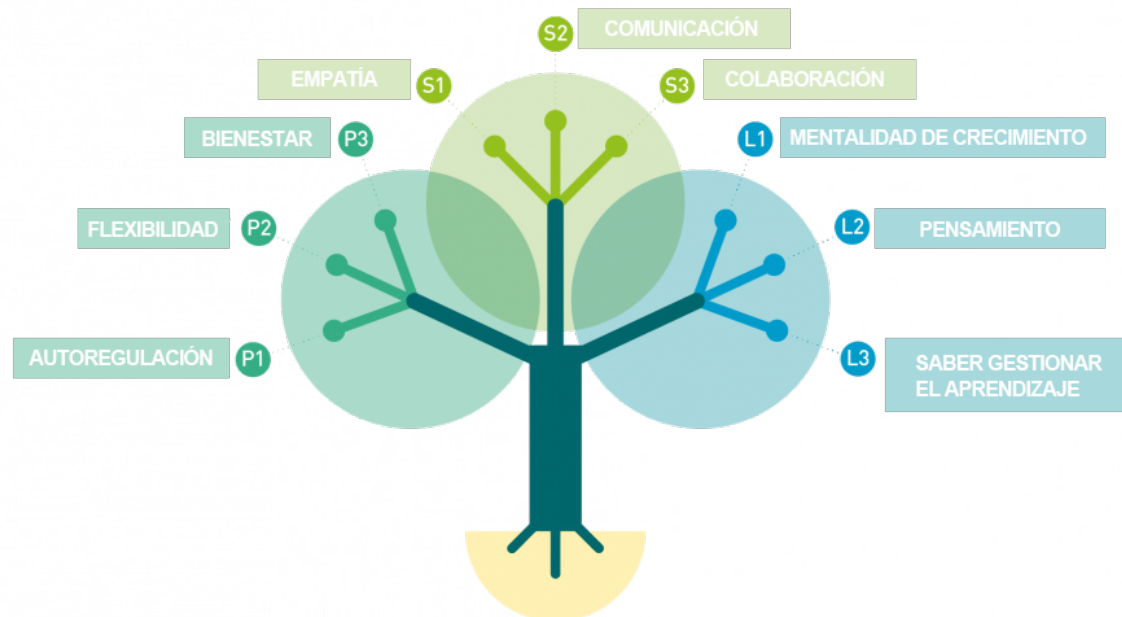 S2 COMUNICACIÓN
EMPATÍA S1
S3 COLABORACIÓN
BIENESTAR P3
L1 MENTALIDAD DE CRECIMIENTO
FLEXIBILIDAD P2
L2 PENSAMIENTO
AUTOREGULACIÓN P1
L3 SABER GESTIONAR
EL APRENDIZAJE